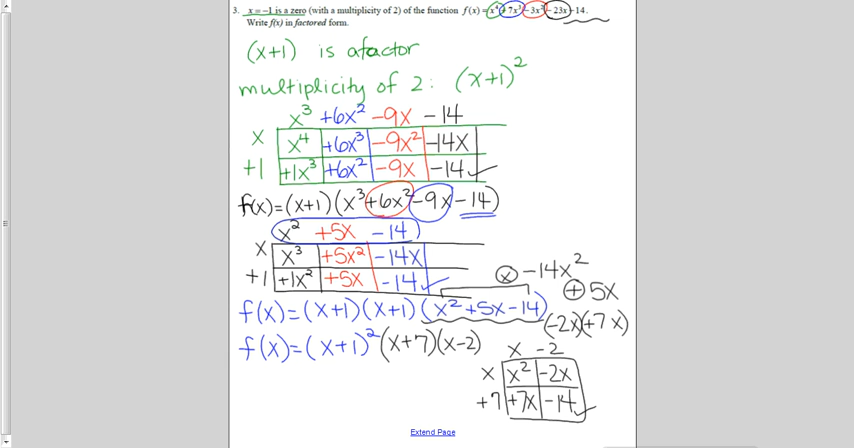 3. x = −1 is a zero (with a multiplicity of 2) of the function f(x) = x⁴ + 7x³ − 3x² − 23x − 14.
Write f(x) in factored form.
(x+1) is a factor
multiplicity of 2: (x+1)²
x³ +6x² −9x −14
x x⁴ +6x³ −9x² −14x
+1 +1x³ +6x² −9x −14
f(x)=(x+1)(x³+6x²−9x−14)
x² +5x −14
x x³ +5x² −14x
+1 +1x² +5x −14
ⓧ −14x²
⊕ 5x
f(x)=(x+1)(x+1)(x²+5x−14)
(−2x)(+7x)
f(x)=(x+1)²(x+7)(x−2)
x −2
x x² −2x
+7 +7x −14
Extend Page